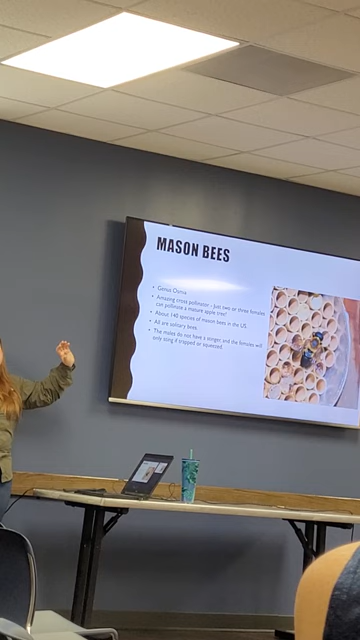 MASON BEES
• Genus Osmia
• Amazing cross pollinator - Just two or three females
can pollinate a mature apple tree!
• About 140 species of mason bees in the US.
• All are solitary bees
• The males do not have a stinger and the females will
only sting if trapped or squeezed.